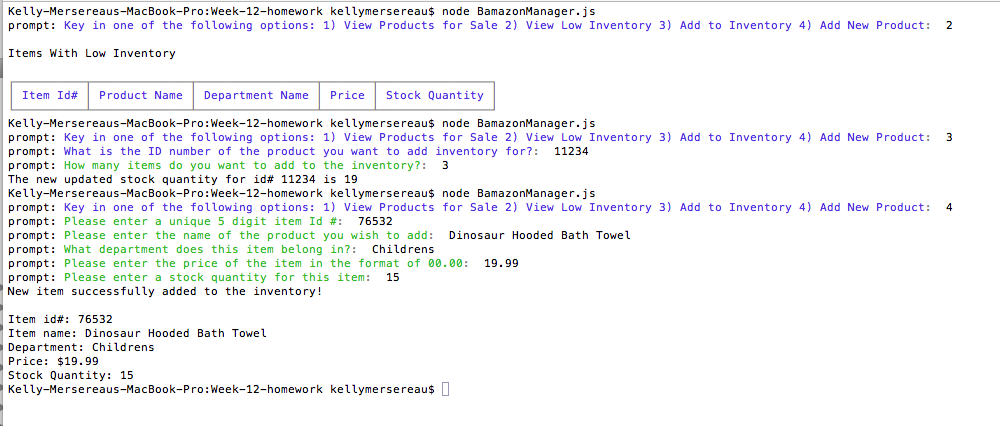 Kelly-Mersereaus-MacBook-Pro:Week-12-homework kellymersereau$ node BamazonManager.js
prompt: Key in one of the following options: 1) View Products for Sale 2) View Low Inventory 3) Add to Inventory 4) Add New Product:  2
Items With Low Inventory
Item Id# Product Name Department Name Price Stock Quantity
Kelly-Mersereaus-MacBook-Pro:Week-12-homework kellymersereau$ node BamazonManager.js
prompt: Key in one of the following options: 1) View Products for Sale 2) View Low Inventory 3) Add to Inventory 4) Add New Product:  3
prompt: What is the ID number of the product you want to add inventory for?:  11234
prompt: How many items do you want to add to the inventory?:  3
The new updated stock quantity for id# 11234 is 19
Kelly-Mersereaus-MacBook-Pro:Week-12-homework kellymersereau$ node BamazonManager.js
prompt: Key in one of the following options: 1) View Products for Sale 2) View Low Inventory 3) Add to Inventory 4) Add New Product:  4
prompt: Please enter a unique 5 digit item Id #:  76532
prompt: Please enter the name of the product you wish to add:  Dinosaur Hooded Bath Towel
prompt: What department does this item belong in?:  Childrens
prompt: Please enter the price of the item in the format of 00.00:  19.99
prompt: Please enter a stock quantity for this item:  15
New item successfully added to the inventory!
Item id#: 76532
Item name: Dinosaur Hooded Bath Towel
Department: Childrens
Price: $19.99
Stock Quantity: 15
Kelly-Mersereaus-MacBook-Pro:Week-12-homework kellymersereau$